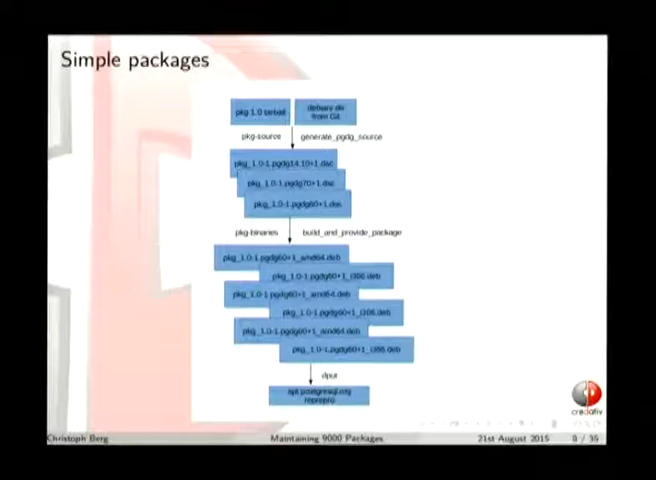 Simple packages
pkg 1.0 tarball
debian/ dir
from Git
pkg-source
generate_pgdg_source
pkg_1.0-1.pgdg14.10+1.dsc
pkg_1.0-1.pgdg70+1.dsc
pkg_1.0-1.pgdg60+1.dsc
pkg-binaries
build_and_provide_package
pkg_1.0-1.pgdg60+1_amd64.deb
pkg_1.0-1.pgdg60+1_i386.deb
pkg_1.0-1.pgdg60+1_amd64.deb
pkg_1.0-1.pgdg60+1_i386.deb
pkg_1.0-1.pgdg60+1_amd64.deb
pkg_1.0-1.pgdg60+1_i386.deb
dput
apt.postgresql.org
reprepro
credativ
Christoph Berg
Maintaining 9000 Packages
21st August 2015
8 / 35